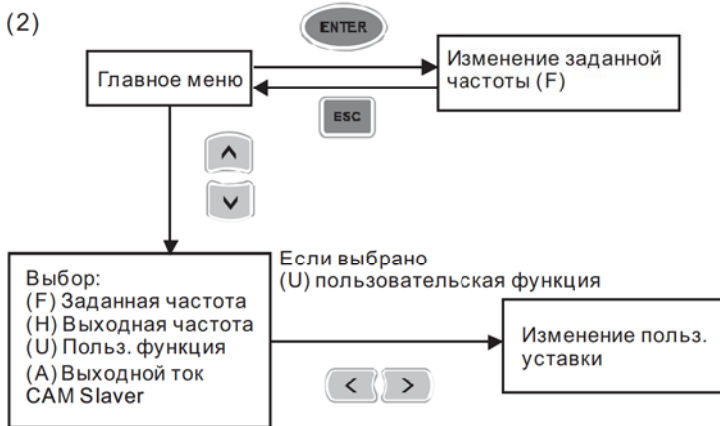 (2)
ENTER
Главное меню
Изменение заданной
частоты (F)
ESC
Если выбрано
(U) пользовательская функция
Выбор:
(F) Заданная частота
(H) Выходная частота
(U) Польз. функция
(A) Выходной ток
CAM Slaver
Изменение польз.
уставки